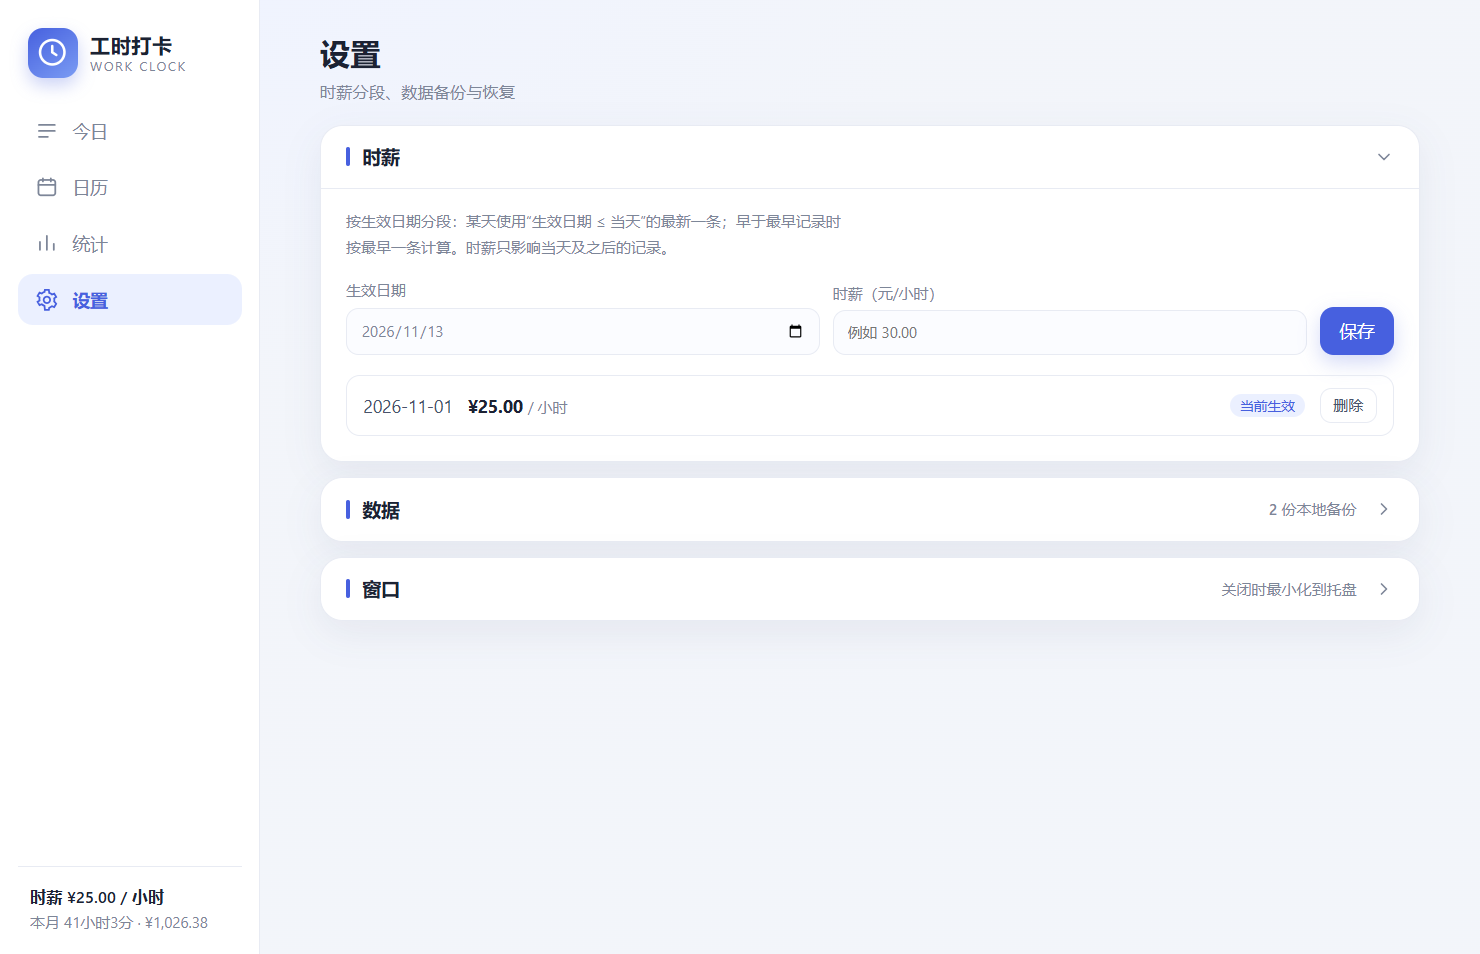 工时打卡
WORK CLOCK
今日
日历
统计
设置
时薪 ¥25.00 / 小时
本月 41小时3分 · ¥1,026.38
设置
时薪分段、数据备份与恢复
时薪
按生效日期分段：某天使用“生效日期 ≤ 当天”的最新一条；早于最早记录时
按最早一条计算。时薪只影响当天及之后的记录。
生效日期
时薪（元/小时）
2026/11/13
例如 30.00
保存
2026-11-01 ¥25.00 / 小时
当前生效
删除
数据
2 份本地备份
窗口
关闭时最小化到托盘